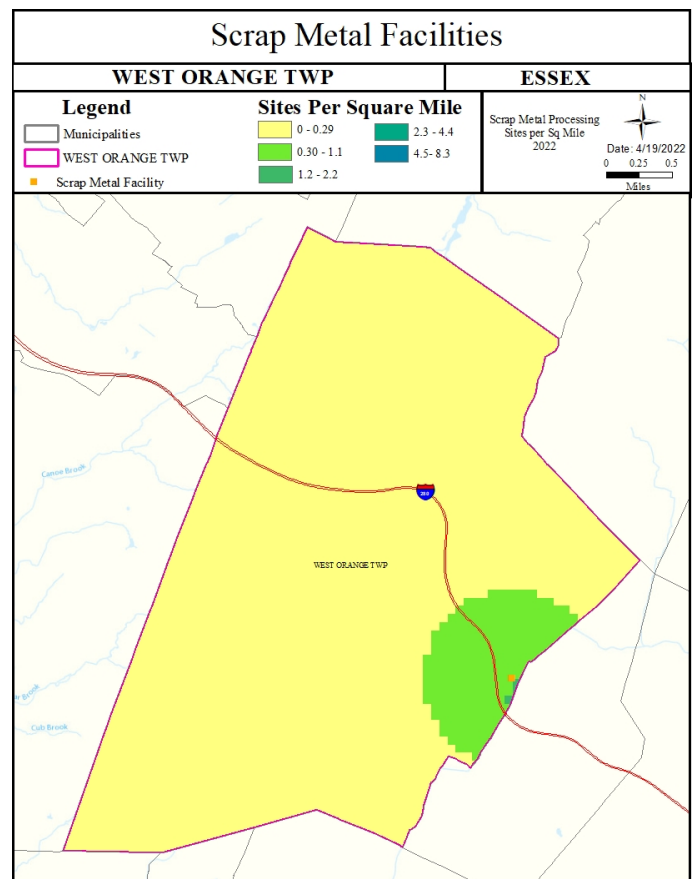 Scrap Metal Facilities
WEST ORANGE TWP
ESSEX
Legend
Municipalities
WEST ORANGE TWP
Scrap Metal Facility
Sites Per Square Mile
0 - 0.29
0.30 - 1.1
1.2 - 2.2
2.3 - 4.4
4.5- 8.3
Scrap Metal Processing
Sites per Sq Mile
2022
N
Date: 4/19/2022
0 0.25 0.5
Miles
Canoe Brook
280
WEST ORANGE TWP
Brook
Cub Brook